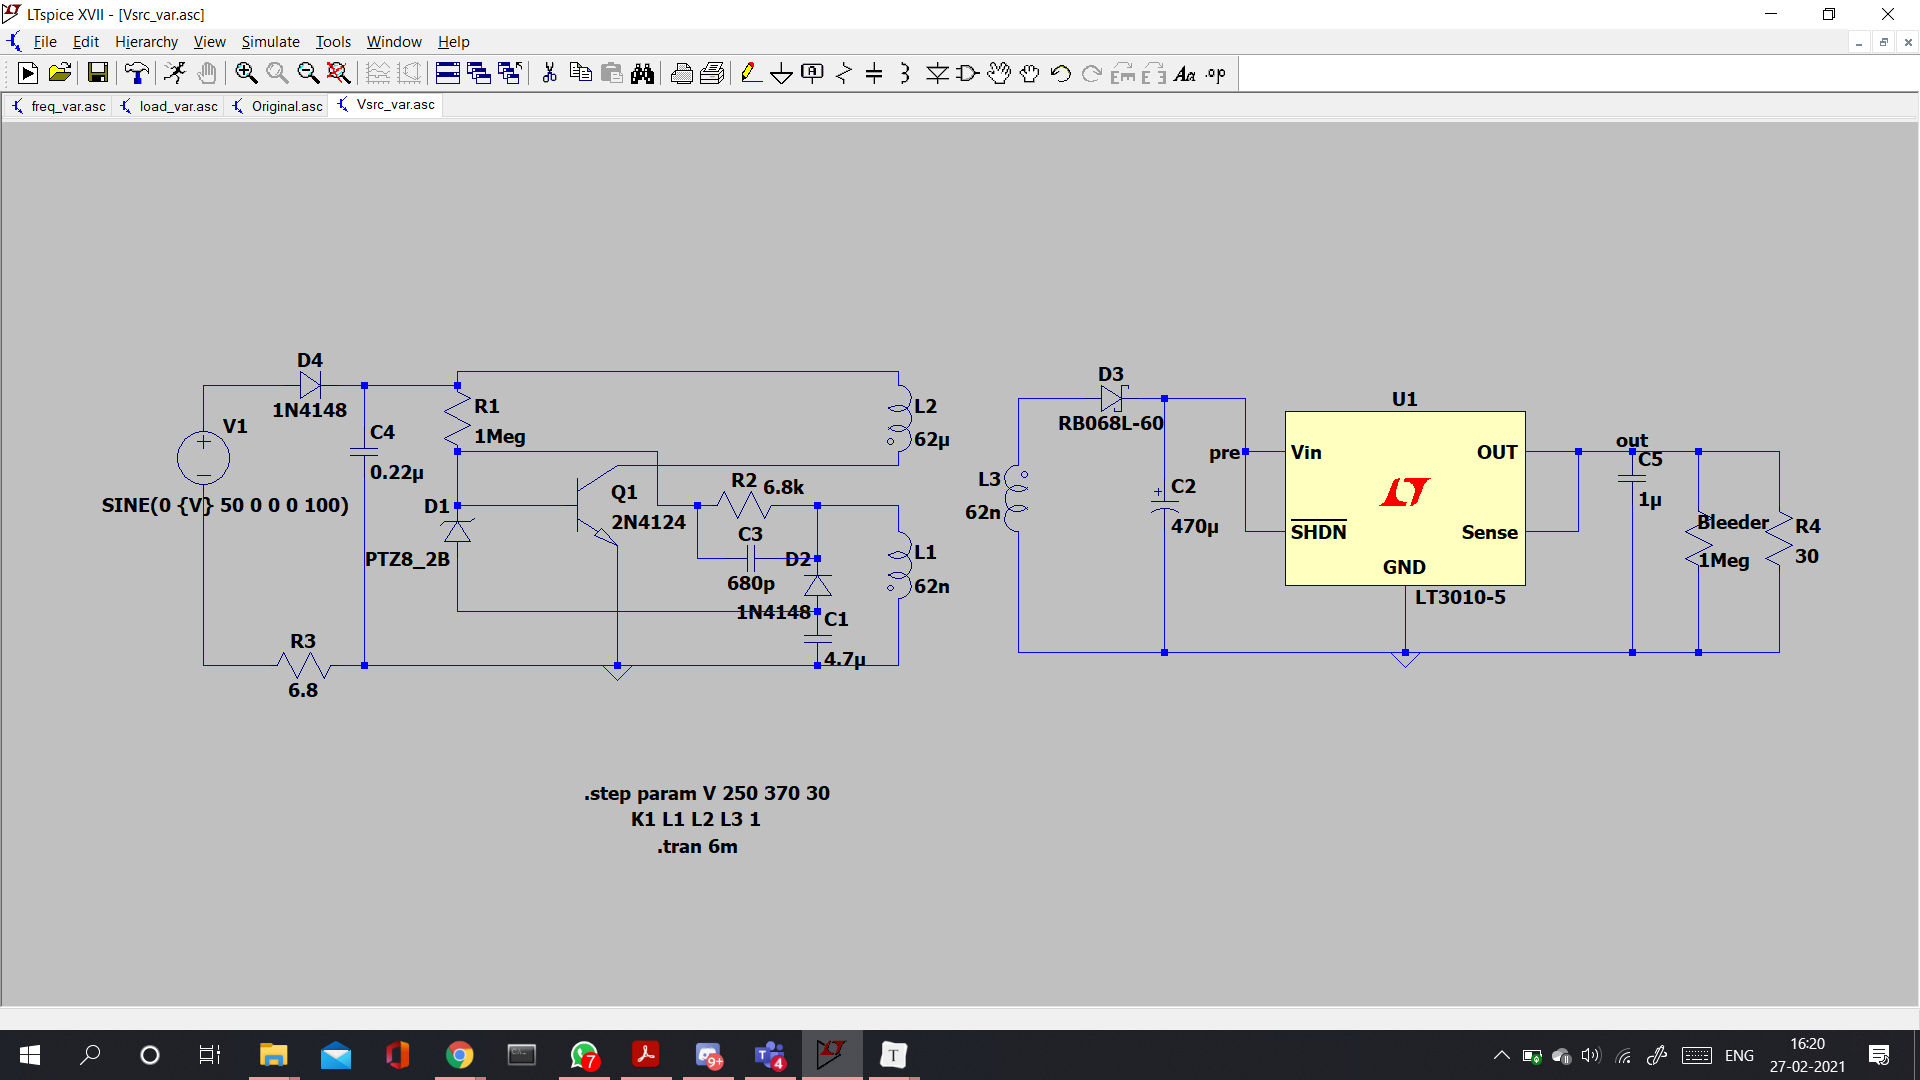 LTspice XVII - [Vsrc_var.asc]
File Edit Hierarchy View Simulate Tools Window Help
freq_var.asc load_var.asc Original.asc Vsrc_var.asc
D4
1N4148
V1
SINE(0 {V} 50 0 0 0 100)
C4
0.22µ
R3
6.8
R1
1Meg
D1
PTZ8_2B
Q1
2N4124
R2
6.8k
C3
680p
D2
1N4148
C1
4.7µ
L2
62µ
L1
62n
L3
62n
D3
RB068L-60
C2
470µ
pre
U1
Vin
OUT
SHDN
Sense
GND
LT3010-5
out
C5
1µ
Bleeder
1Meg
R4
30
.step param V 250 370 30
K1 L1 L2 L3 1
.tran 6m
7
9+
4
T
ENG
16:20
27-02-2021